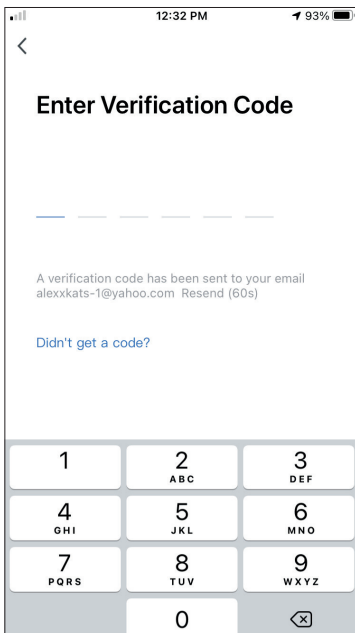 12:32 PM 93%
Enter Verification Code
A verification code has been sent to your email
alexxkats-1@yahoo.com Resend (60s)
Didn't get a code?
1 2 3
ABC DEF
4 5 6
GHI JKL MNO
7 8 9
PQRS TUV WXYZ
0